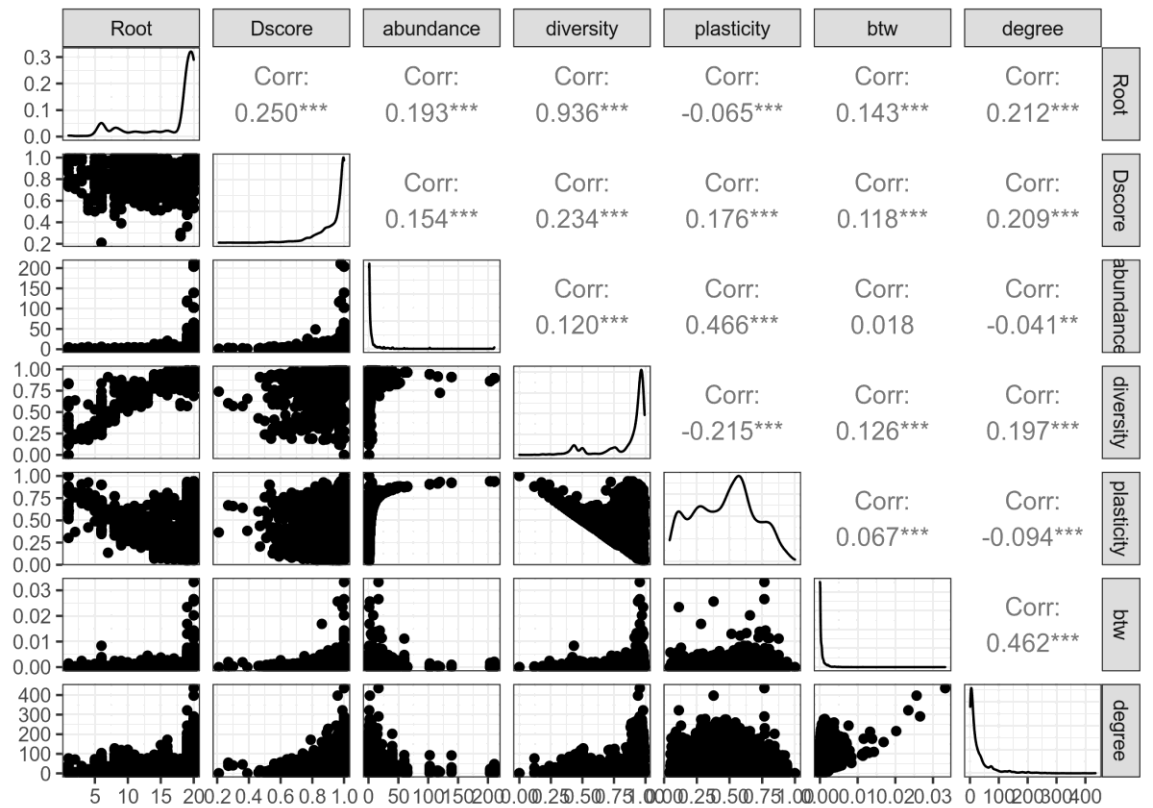 Root Dscore abundance diversity plasticity btw degree
0.3
0.2
0.1
0.0
Corr: Corr: Corr: Corr: Corr: Corr:
0.250*** 0.193*** 0.936*** -0.065*** 0.143*** 0.212***
Root
1.0
0.8
0.6
0.4
0.2
Corr: Corr: Corr: Corr: Corr:
0.154*** 0.234*** 0.176*** 0.118*** 0.209***
Dscore
200
150
100
50
0
Corr: Corr: Corr: Corr:
0.120*** 0.466*** 0.018 -0.041**
abundance
1.00
0.75
0.50
0.25
0.00
Corr: Corr: Corr:
-0.215*** 0.126*** 0.197***
diversity
1.00
0.75
0.50
0.25
0.00
Corr: Corr:
0.067*** -0.094***
plasticity
0.03
0.02
0.01
0.00
Corr:
0.462***
btw
400
300
200
100
0
degree
5 10 15 20 0.2 0.4 0.6 0.8 1.0 0 50 100 150 200 0.00 0.25 0.50 0.75 1.00 0.00 0.25 0.50 0.75 1.00 0.00 0.01 0.02 0.03 0 100 200 300 400